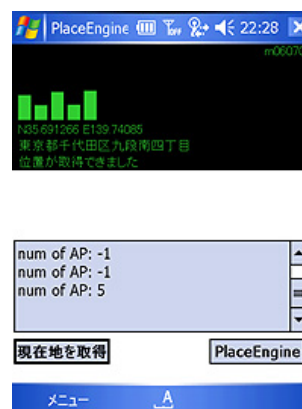 PlaceEngine 22:28
m06070
N35.691266 E139.74085
東京都千代田区九段南四丁目
位置が取得できました
num of AP: -1
num of AP: -1
num of AP: 5
現在地を取得 PlaceEngine
メニュー A